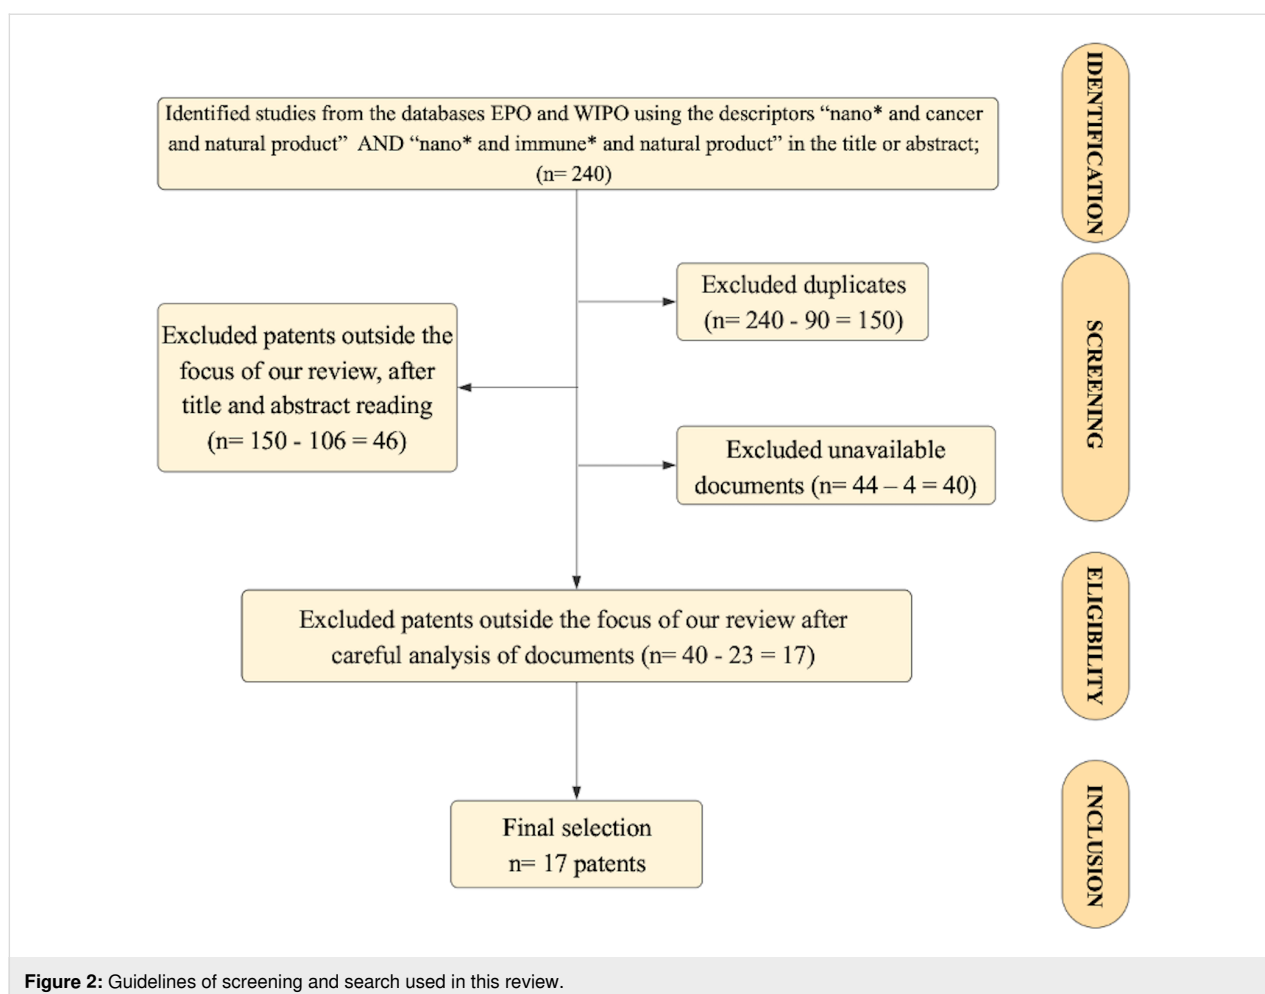 Identified studies from the databases EPO and WIPO using the descriptors “nano* and cancer
and natural product” AND “nano* and immune* and natural product” in the title or abstract;
(n= 240)
IDENTIFICATION
Excluded duplicates
(n= 240 - 90 = 150)
Excluded patents outside the
focus of our review, after
title and abstract reading
(n= 150 - 106 = 46)
Excluded unavailable
documents (n= 44 – 4 = 40)
SCREENING
Excluded patents outside the focus of our review after
careful analysis of documents (n= 40 - 23 = 17)
ELIGIBILITY
Final selection
n= 17 patents
INCLUSION
Figure 2: Guidelines of screening and search used in this review.